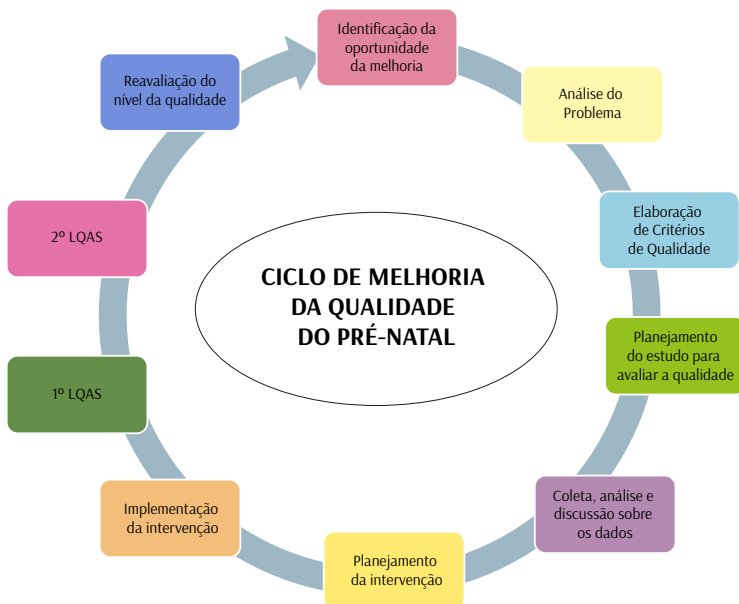 Identificação da
oportunidade
da melhoria
Análise do
Problema
Elaboração
de Critérios
de Qualidade
Planejamento
do estudo para
avaliar a qualidade
Coleta, análise e
discussão sobre
os dados
Planejamento
da intervenção
Implementação
da intervenção
1º LQAS
2º LQAS
Reavaliação do
nível da qualidade
CICLO DE MELHORIA
DA QUALIDADE
DO PRÉ-NATAL